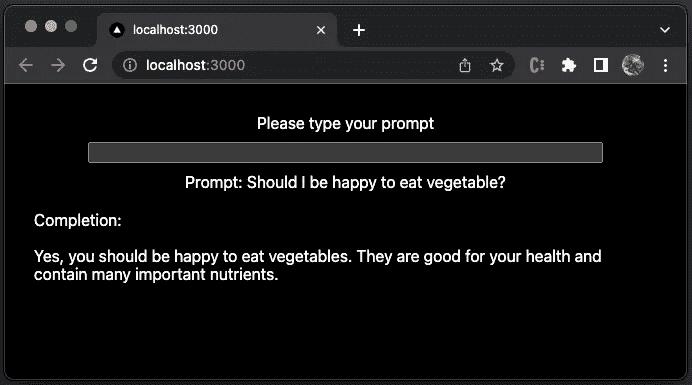 localhost:3000
localhost:3000
Please type your prompt
Prompt: Should I be happy to eat vegetable?
Completion:
Yes, you should be happy to eat vegetables. They are good for your health and
contain many important nutrients.